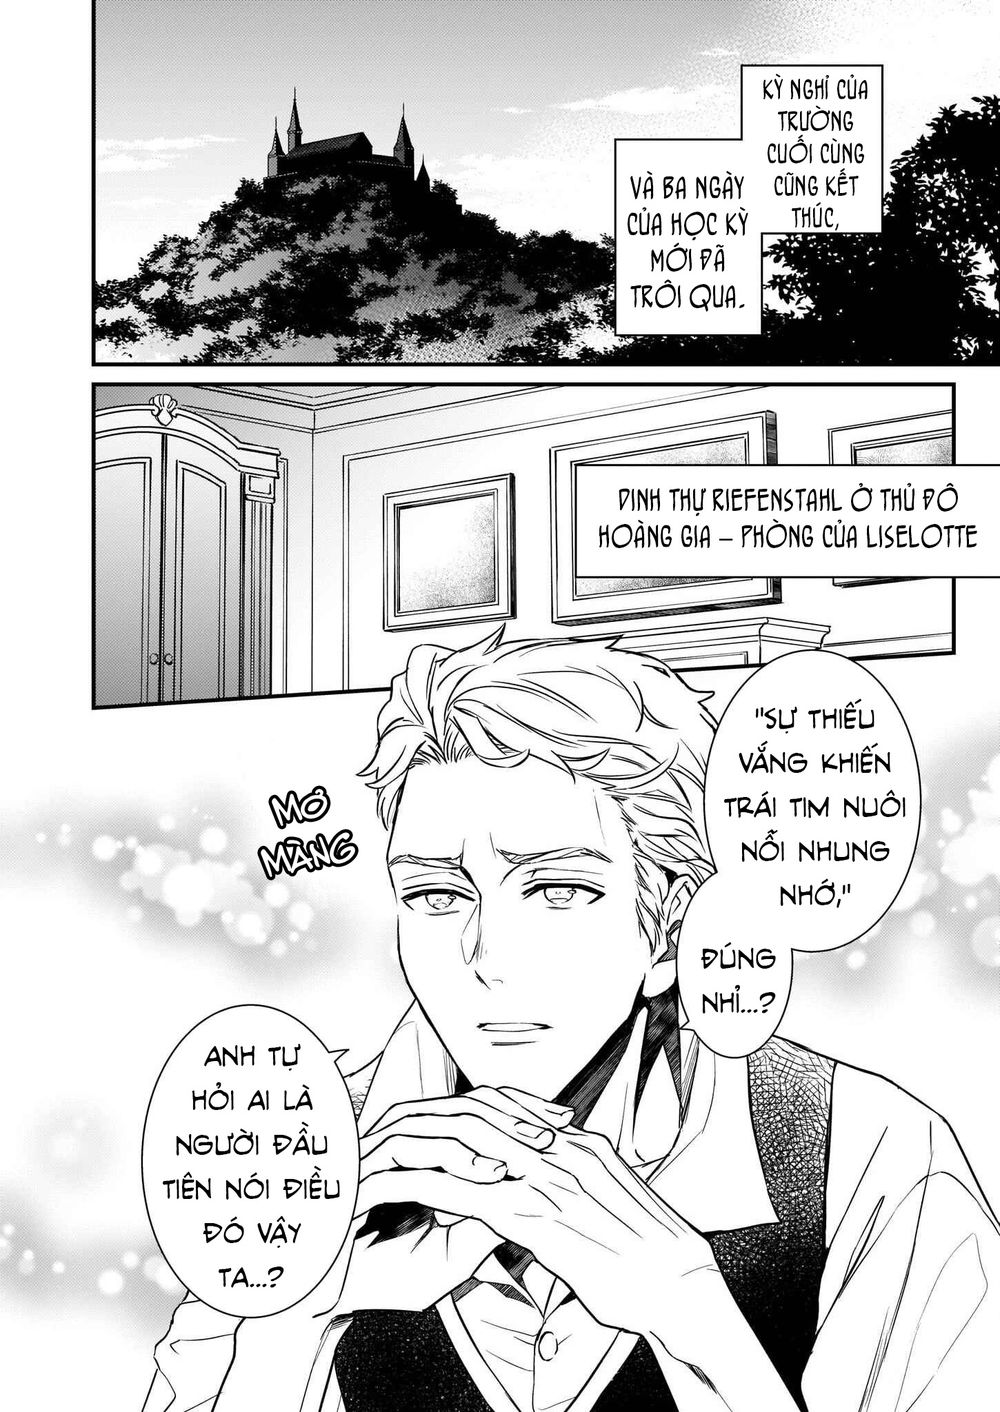 KỲ NGHỈ CỦA
TRƯỜNG
CUỐI CÙNG
CŨNG KẾT
THÚC,
VÀ BA NGÀY
CỦA HỌC KỲ
MỚI ĐÃ
TRÔI QUA.
DINH THỰ RIEFENSTAHL Ở THỦ ĐÔ
HOÀNG GIA – PHÒNG CỦA LISELOTTE
"SỰ THIẾU
VẮNG KHIẾN
TRÁI TIM NUÔI
NỖI NHUNG
NHỚ,"
ĐÚNG
NHỈ...?
MƠ
MÀNG
ANH TỰ
HỎI AI LÀ
NGƯỜI ĐẦU
TIÊN NÓI ĐIỀU
ĐÓ VẬY
TA...?